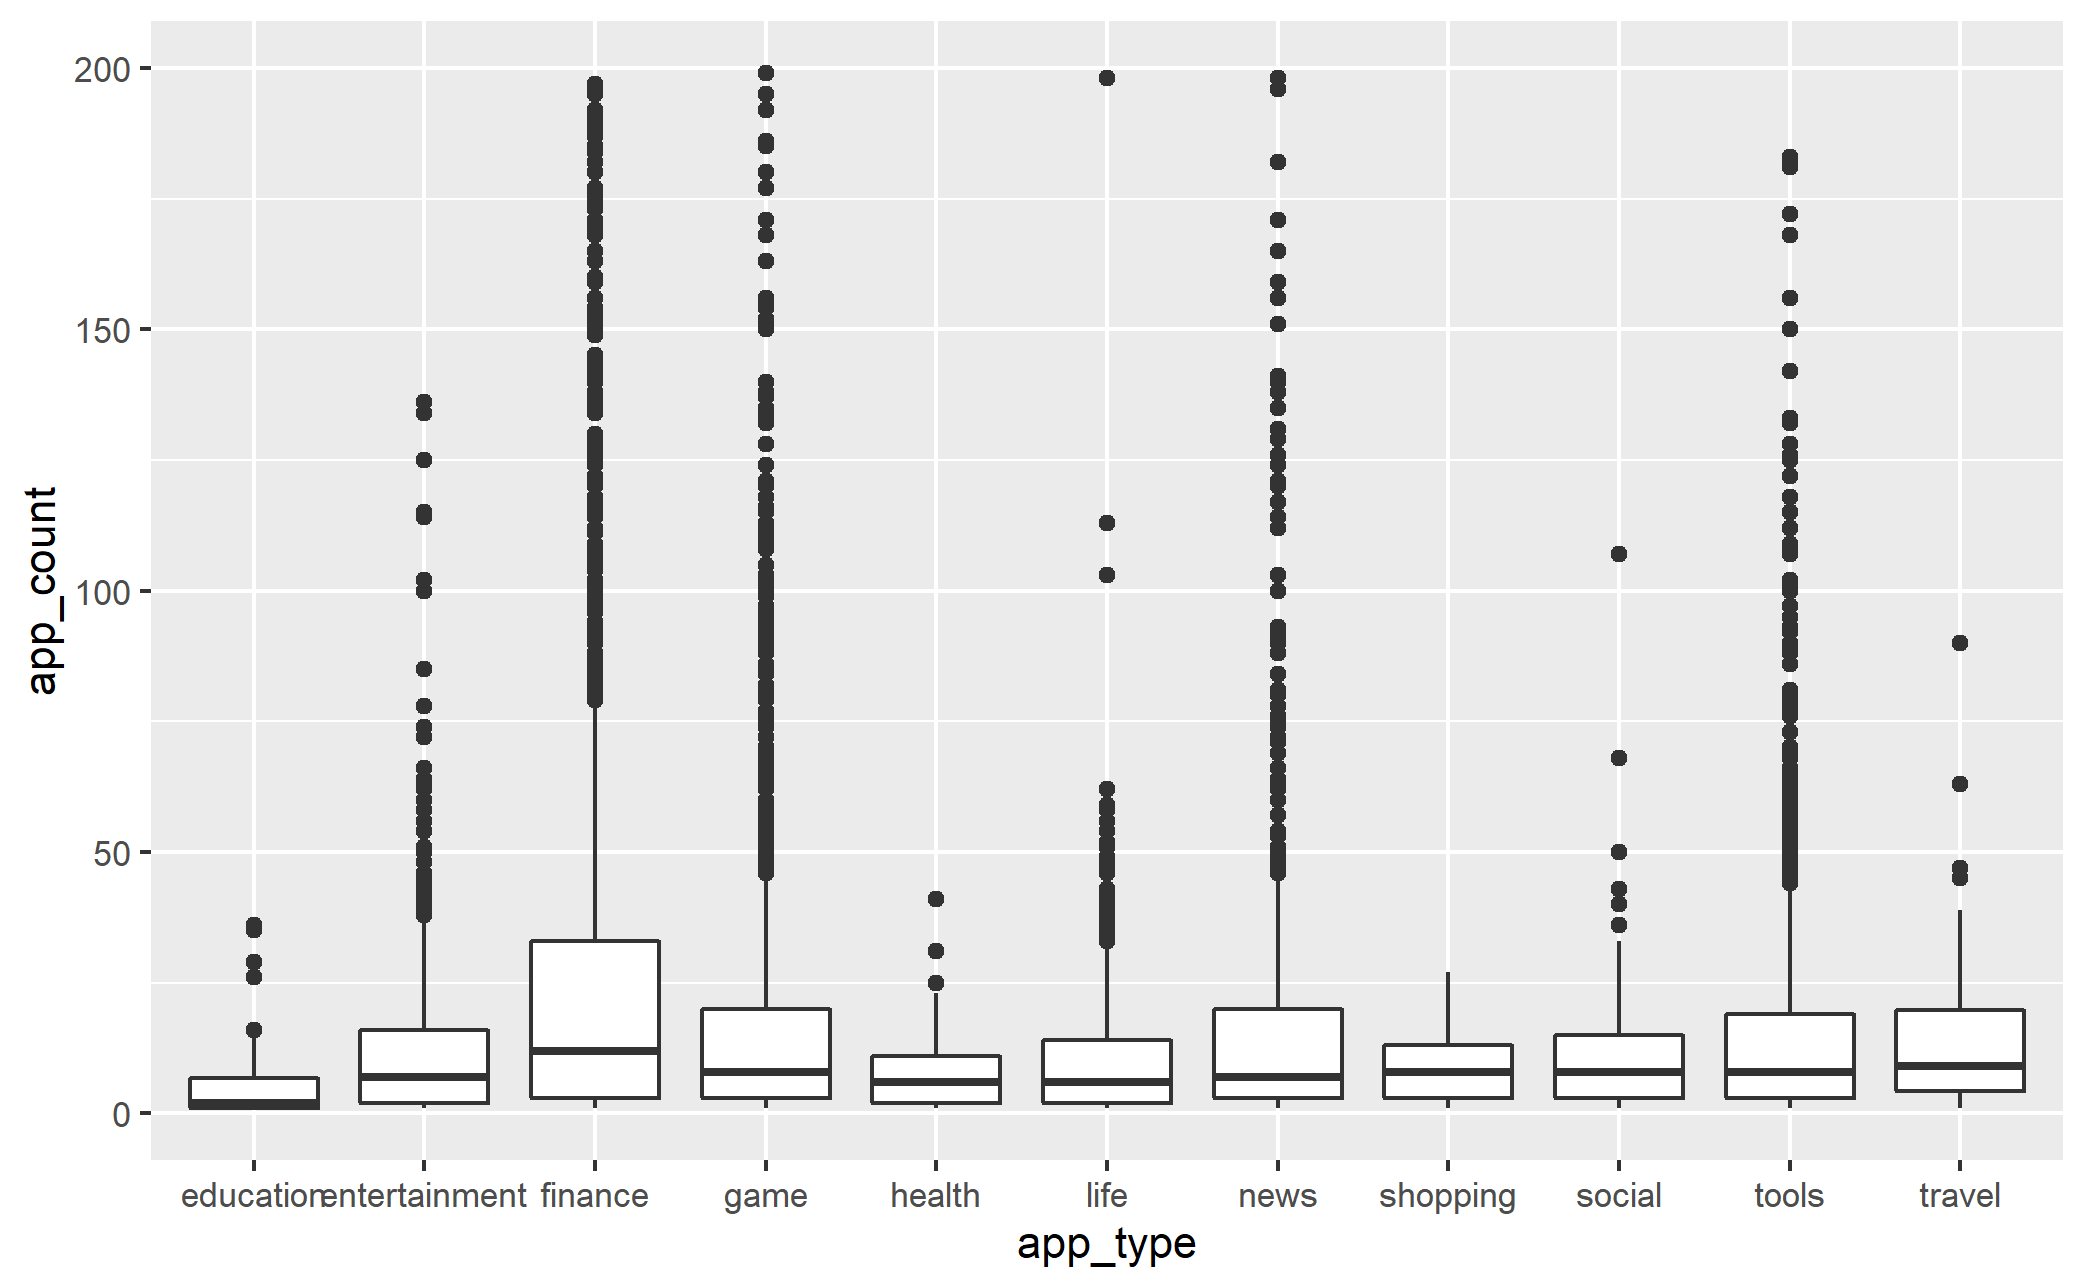 200
150
100
50
0
app_count
education entertainment finance game health life news shopping social tools travel
app_type